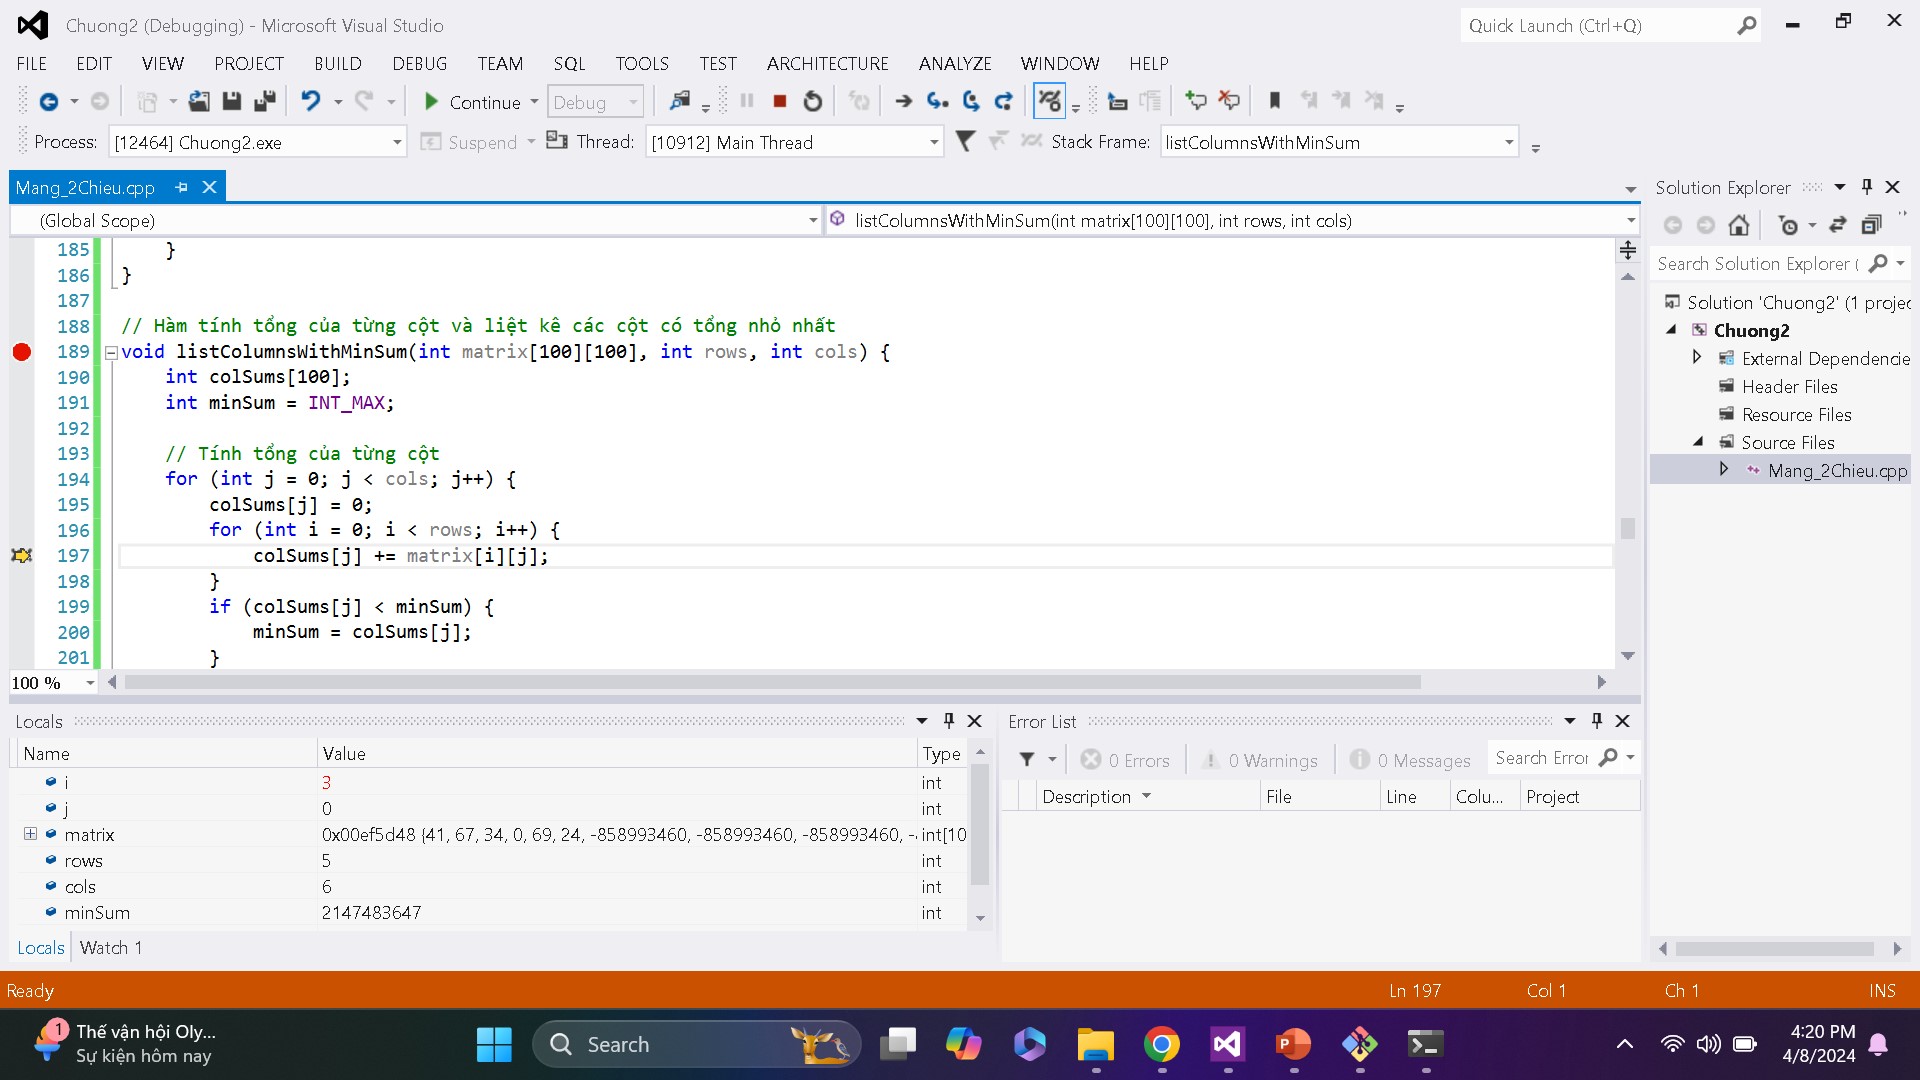 Chuong2 (Debugging) - Microsoft Visual Studio
Quick Launch (Ctrl+Q)
FILE EDIT VIEW PROJECT BUILD DEBUG TEAM SQL TOOLS TEST ARCHITECTURE ANALYZE WINDOW HELP
Continue Debug
Process: [12464] Chuong2.exe Suspend Thread: [10912] Main Thread Stack Frame: listColumnsWithMinSum
Mang_2Chieu.cpp
(Global Scope) listColumnsWithMinSum(int matrix[100][100], int rows, int cols)
185 }
186 }
187
188 // Hàm tính tổng của từng cột và liệt kê các cột có tổng nhỏ nhất
189 void listColumnsWithMinSum(int matrix[100][100], int rows, int cols) {
190 int colSums[100];
191 int minSum = INT_MAX;
192
193 // Tính tổng của từng cột
194 for (int j = 0; j < cols; j++) {
195 colSums[j] = 0;
196 for (int i = 0; i < rows; i++) {
197 colSums[j] += matrix[i][j];
198 }
199 if (colSums[j] < minSum) {
200 minSum = colSums[j];
201 }
100 %
Solution Explorer
Search Solution Explorer (
Solution 'Chuong2' (1 projec
Chuong2
External Dependencie
Header Files
Resource Files
Source Files
Mang_2Chieu.cpp
Locals
Name Value Type
i 3 int
j 0 int
matrix 0x00ef5d48 {41, 67, 34, 0, 69, 24, -858993460, -858993460, -858993460, - int[10
rows 5 int
cols 6 int
minSum 2147483647 int
Locals Watch 1
Error List
0 Errors 0 Warnings 0 Messages Search Error
Description File Line Colu... Project
Ready Ln 197 Col 1 Ch 1 INS
1
Thế vận hội Oly...
Sự kiện hôm nay
Search
4:20 PM
4/8/2024